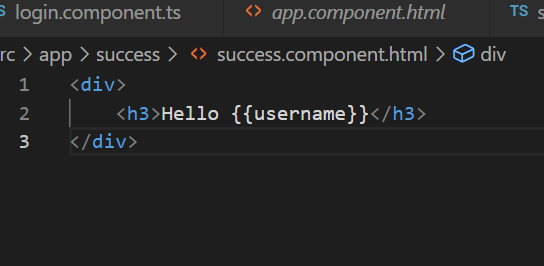 login.component.ts
app.component.html
TS
rc > app > success > success.component.html > div
1 <div>
2 <h3>Hello {{username}}</h3>
3 </div>